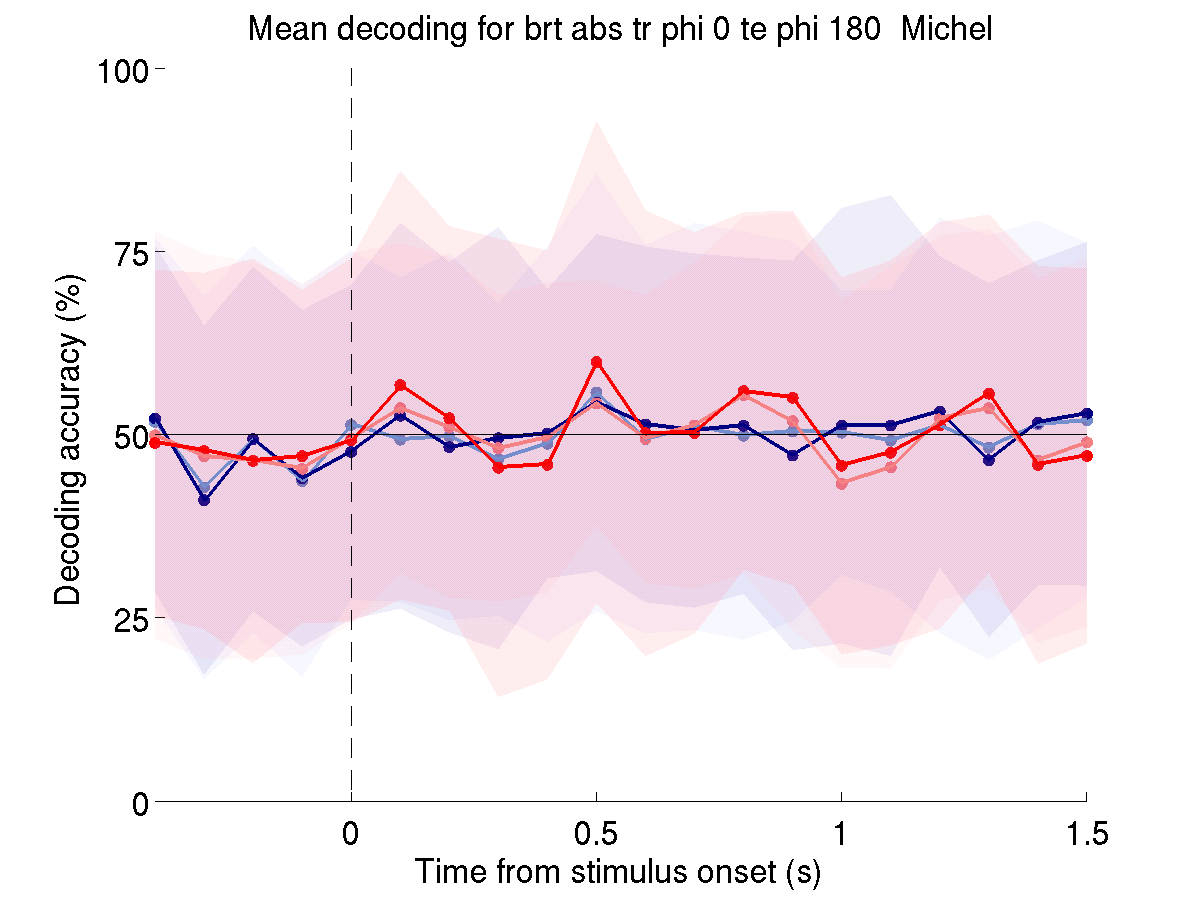 Mean decoding for brt abs tr phi 0 te phi 180  Michel
100
75
50
25
0
Decoding accuracy (%)
0 0.5 1 1.5
Time from stimulus onset (s)